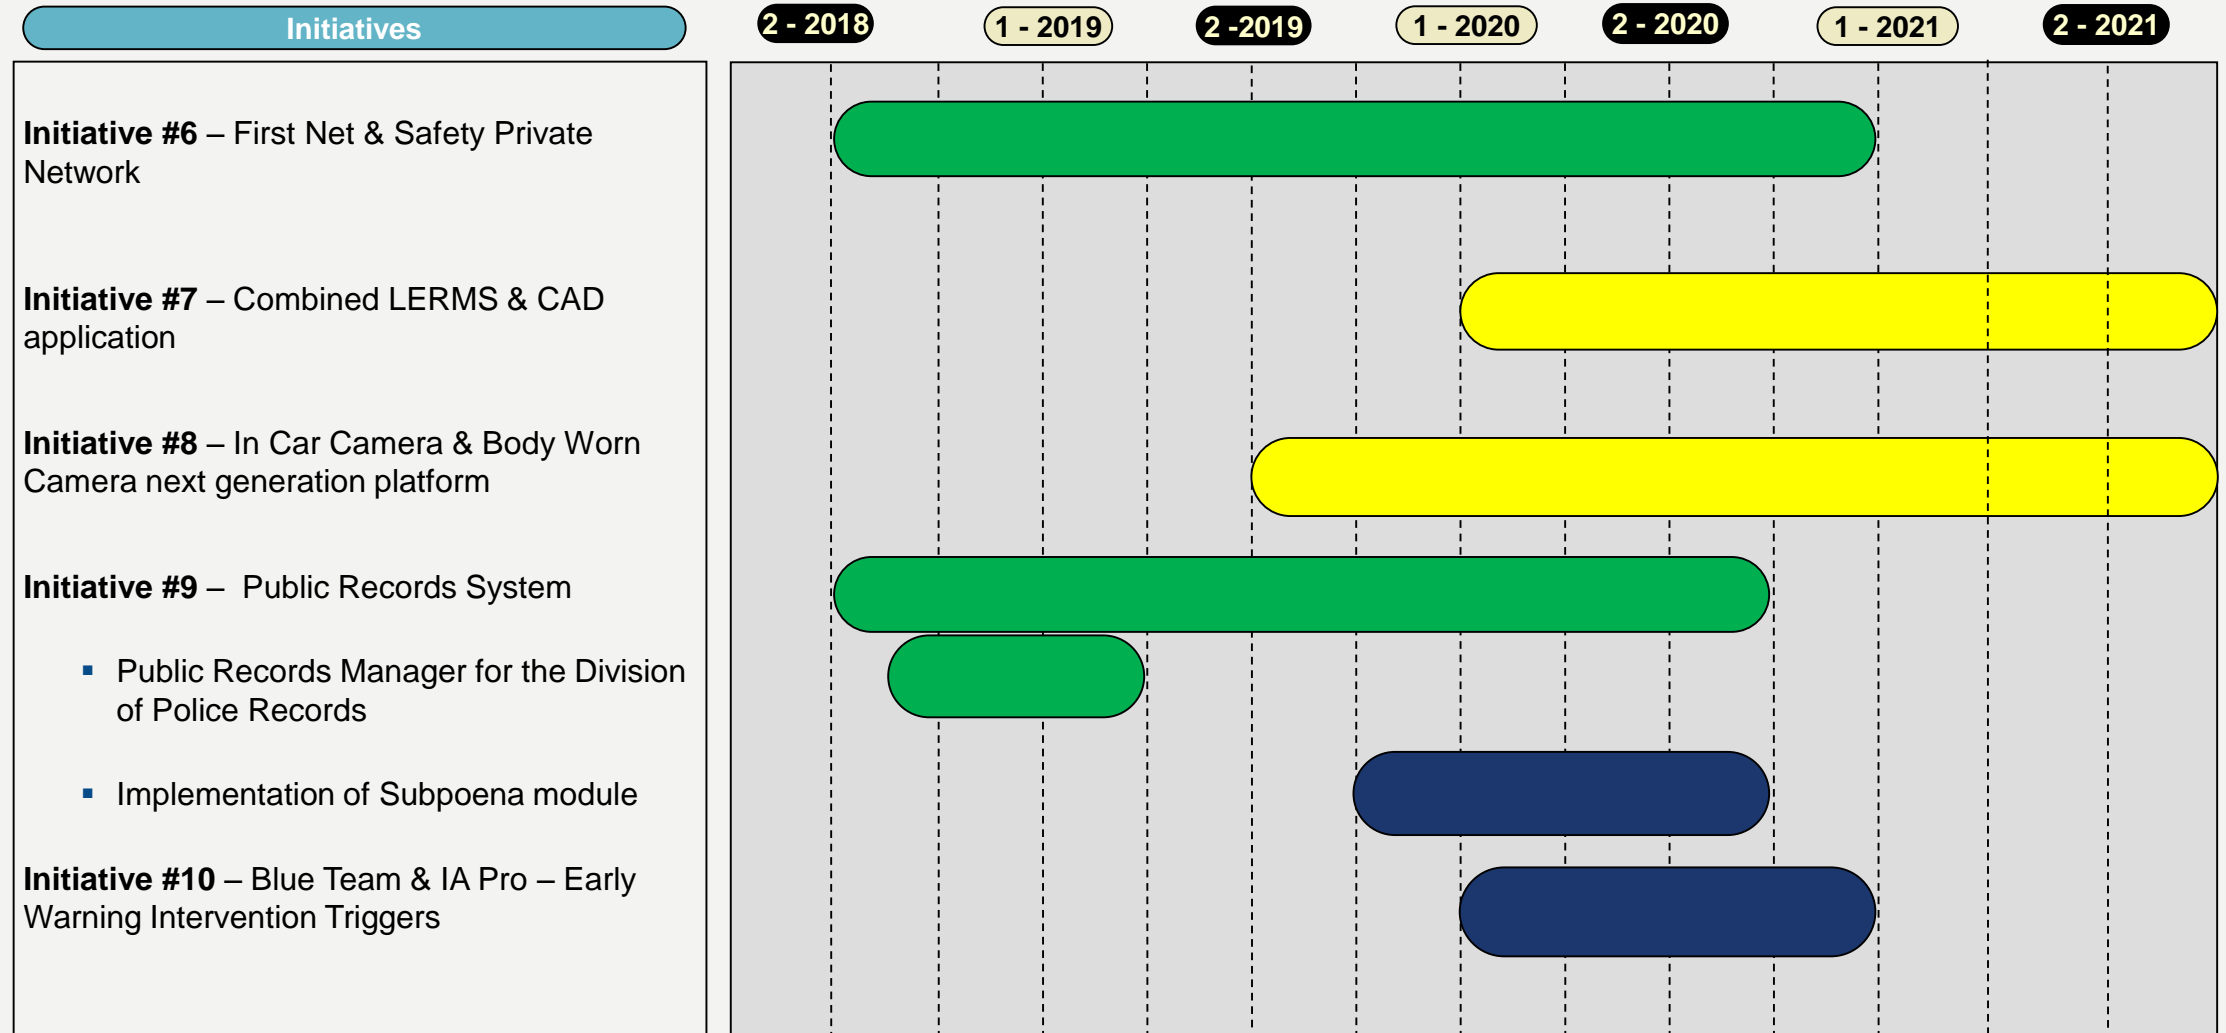 Initiatives
2 - 2018
1 - 2019
2 -2019
1 - 2020
2 - 2020
1 - 2021
2 - 2021
Initiative #6 – First Net & Safety Private
Network
Initiative #7 – Combined LERMS & CAD
application
Initiative #8 – In Car Camera & Body Worn
Camera next generation platform
Initiative #9 – Public Records System
▪ Public Records Manager for the Division
of Police Records
▪ Implementation of Subpoena module
Initiative #10 – Blue Team & IA Pro – Early
Warning Intervention Triggers